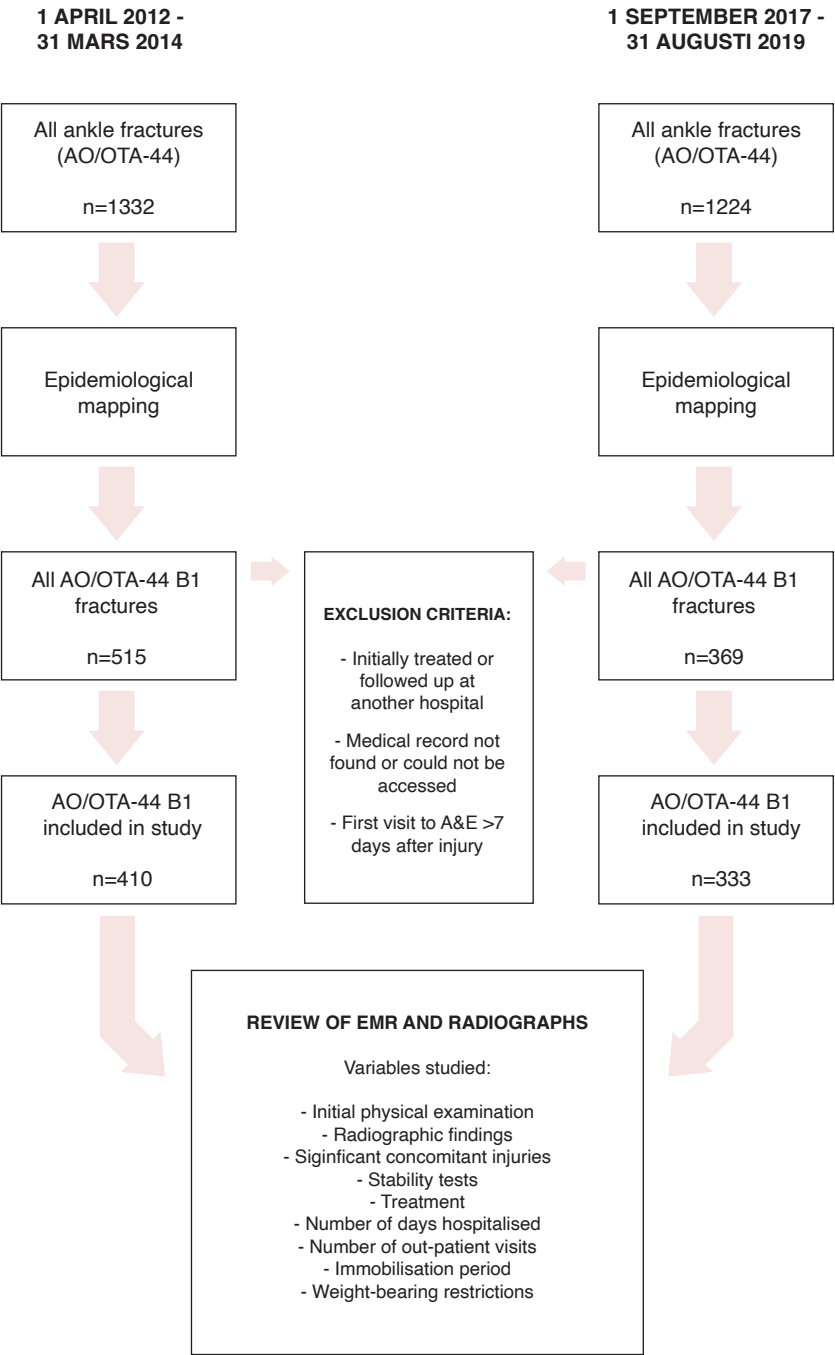 1 APRIL 2012 -
31 MARS 2014
All ankle fractures
(AO/OTA-44)
n=1332
Epidemiological
mapping
All AO/OTA-44 B1
fractures
n=515
AO/OTA-44 B1
included in study
n=410
1 SEPTEMBER 2017 -
31 AUGUSTI 2019
All ankle fractures
(AO/OTA-44)
n=1224
Epidemiological
mapping
All AO/OTA-44 B1
fractures
n=369
AO/OTA-44 B1
included in study
n=333
EXCLUSION CRITERIA:
- Initially treated or
followed up at
another hospital
- Medical record not
found or could not be
accessed
- First visit to A&E >7
days after injury
REVIEW OF EMR AND RADIOGRAPHS
Variables studied:
- Initial physical examination
- Radiographic findings
- Siginficant concomitant injuries
- Stability tests
- Treatment
- Number of days hospitalised
- Number of out-patient visits
- Immobilisation period
- Weight-bearing restrictions